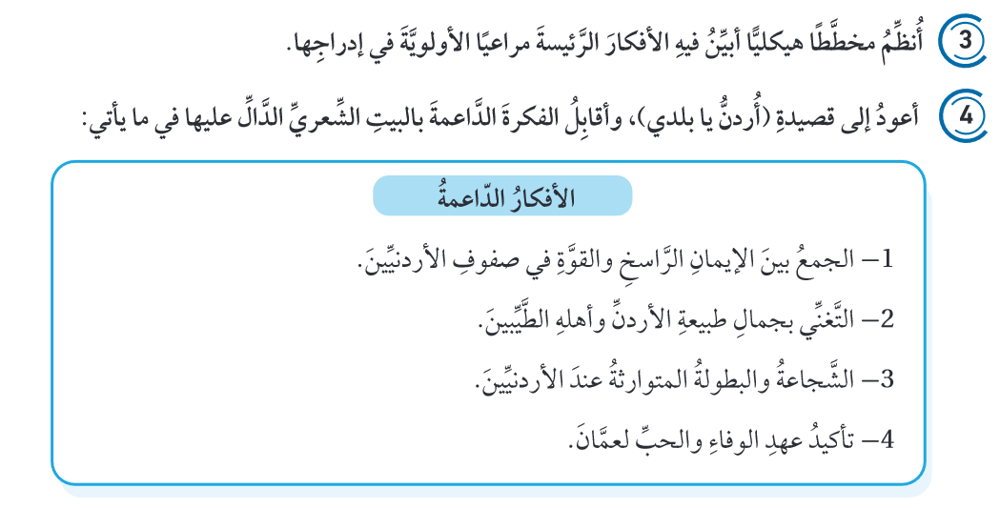 3 أُنظِّمُ مخطَّطًا هيكليًّا أبيِّنُ فيهِ الأفكارَ الرَّئيسةَ مراعيًا الأولويَّةَ في إدراجِها.
4 أعودُ إلى قصيدةِ (أُردنُّ يا بلدي)، وأقابِلُ الفكرةَ الدَّاعمةَ بالبيتِ الشِّعريِّ الدَّالِّ عليها في ما يأتي:
الأفكارُ الدّاعمةُ
1– الجمعُ بينَ الإيمانِ الرَّاسخِ والقوَّةِ في صفوفِ الأردنيِّينَ.
2– التَّغنِّي بجمالِ طبيعةِ الأردنِّ وأهلهِ الطَّيِّبينَ.
3– الشَّجاعةُ والبطولةُ المتوارثةُ عندَ الأردنيِّينَ.
4– تأكيدُ عهدِ الوفاءِ والحبِّ لعمَّانَ.